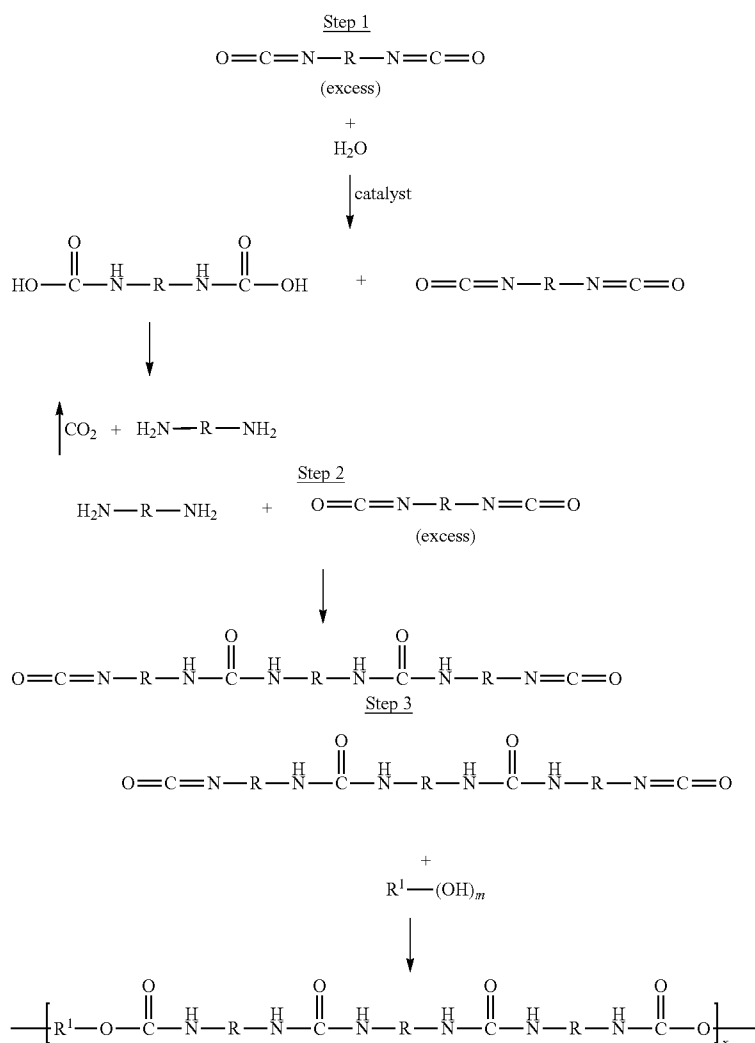 Step 1
O=C=N—R—N=C=O
(excess)
+
H₂O
catalyst
O O
H H
HO—C—N—R—N—C—OH + O=C=N—R—N=C=O
CO₂ + H₂N—R—NH₂
Step 2
H₂N—R—NH₂ + O=C=N—R—N=C=O
(excess)
O O
H H H H
O=C=N—R—N—C—N—R—N—C—N—R—N=C=O
Step 3
O O
H H H H
O=C=N—R—N—C—N—R—N—C—N—R—N=C=O
+
R¹—(OH)ₘ
O O O O
H H H H H H
[R¹—O—C—N—R—N—C—N—R—N—C—N—R—N—C—O]ₓ